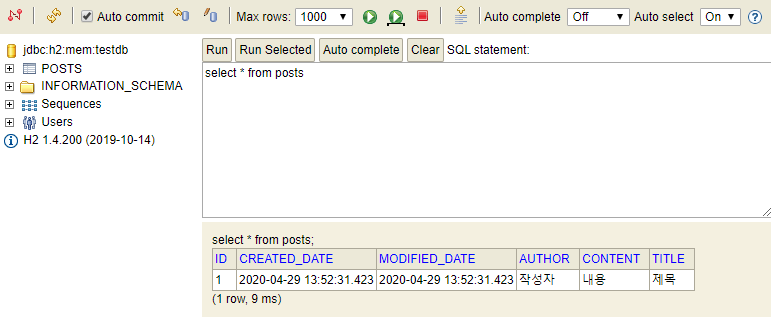 Auto commit Max rows: 1000 Auto complete Off Auto select On
jdbc:h2:mem:testdb
POSTS
INFORMATION_SCHEMA
Sequences
Users
H2 1.4.200 (2019-10-14)
Run Run Selected Auto complete Clear SQL statement:
select * from posts
select * from posts;
ID CREATED_DATE MODIFIED_DATE AUTHOR CONTENT TITLE
1 2020-04-29 13:52:31.423 2020-04-29 13:52:31.423 작성자 내용 제목
(1 row, 9 ms)